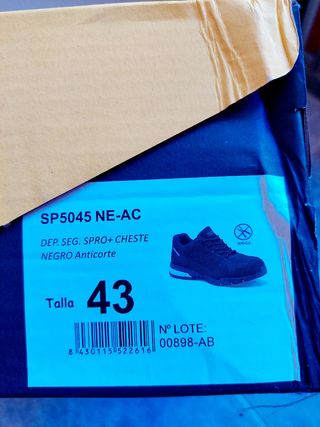 SP5045 NE-AC
DEP. SEG. SPRO+ CHESTE
NEGRO Anticorte
Talla 43
Nº LOTE:
00898-AB
8 430115 522616